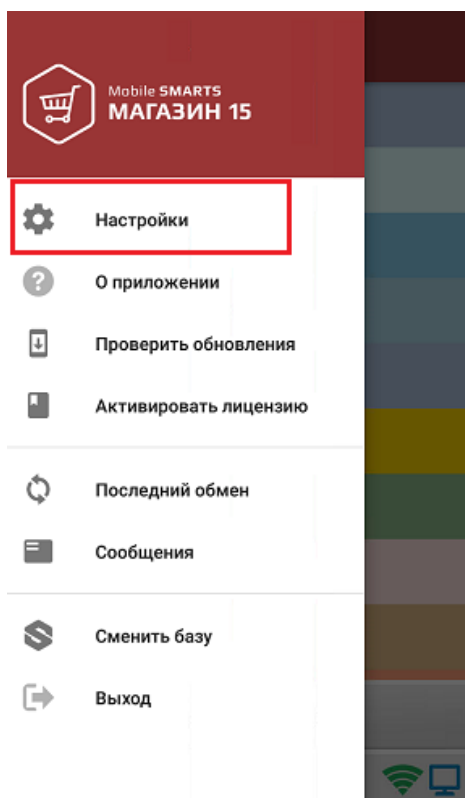 Mobile SMARTS
МАГАЗИН 15
Настройки
О приложении
Проверить обновления
Активировать лицензию
Последний обмен
Сообщения
Сменить базу
Выход